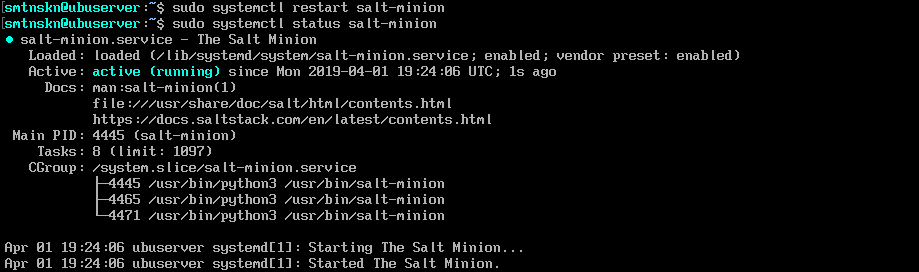 smtnskn@ubuserver:~$ sudo systemctl restart salt-minion
smtnskn@ubuserver:~$ sudo systemctl status salt-minion
● salt-minion.service - The Salt Minion
   Loaded: loaded (/lib/systemd/system/salt-minion.service; enabled; vendor preset: enabled)
   Active: active (running) since Mon 2019-04-01 19:24:06 UTC; 1s ago
     Docs: man:salt-minion(1)
           file:///usr/share/doc/salt/html/contents.html
           https://docs.saltstack.com/en/latest/contents.html
 Main PID: 4445 (salt-minion)
    Tasks: 8 (limit: 1097)
   CGroup: /system.slice/salt-minion.service
           ├─4445 /usr/bin/python3 /usr/bin/salt-minion
           ├─4465 /usr/bin/python3 /usr/bin/salt-minion
           └─4471 /usr/bin/python3 /usr/bin/salt-minion

Apr 01 19:24:06 ubuserver systemd[1]: Starting The Salt Minion...
Apr 01 19:24:06 ubuserver systemd[1]: Started The Salt Minion.